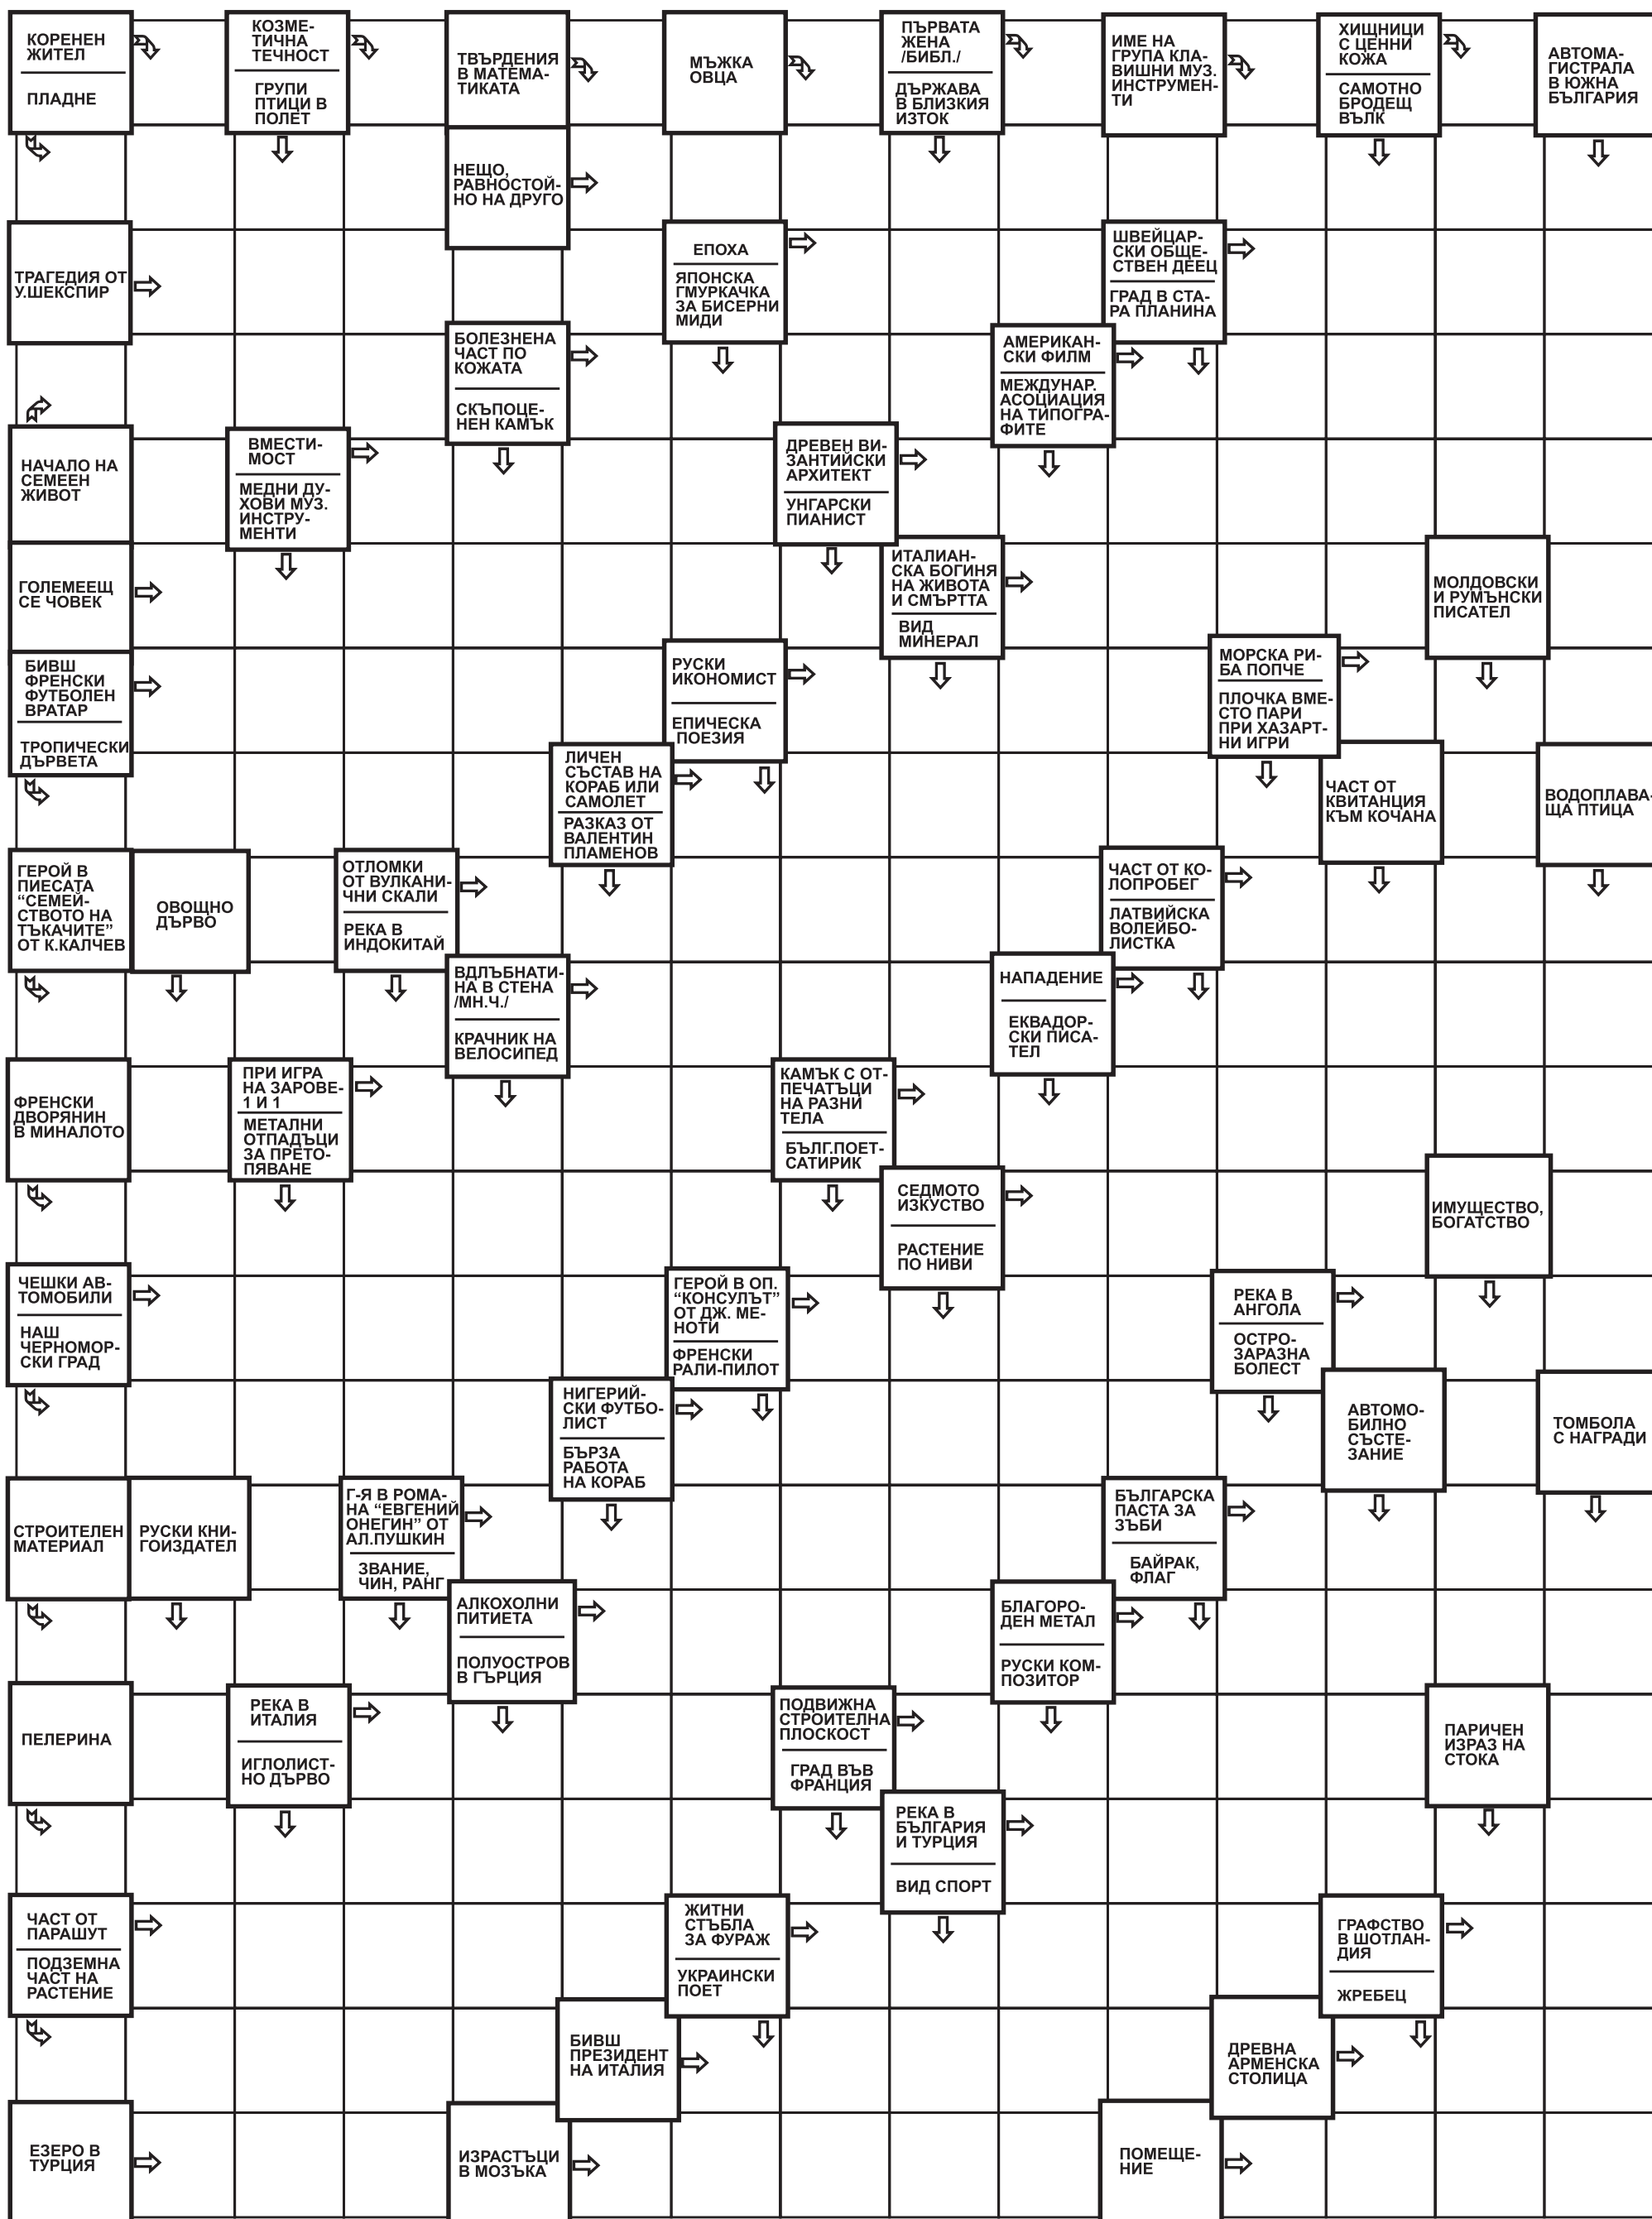 КОРЕНЕН
ЖИТЕЛ
ПЛАДНЕ
КОЗМЕ-
ТИЧНА
ТЕЧНОСТ
ГРУПИ
ПТИЦИ В
ПОЛЕТ
ТВЪРДЕНИЯ
В МАТЕМА-
ТИКАТА
МЪЖКА
ОВЦА
ПЪРВАТА
ЖЕНА
/БИБЛ./
ДЪРЖАВА
В БЛИЗКИЯ
ИЗТОК
ИМЕ НА
ГРУПА КЛА-
ВИШНИ МУЗ.
ИНСТРУМЕН-
ТИ
ХИЩНИЦИ
С ЦЕННИ
КОЖА
САМОТНО
БРОДЕЩ
ВЪЛК
АВТОМА-
ГИСТРАЛА
В ЮЖНА
БЪЛГАРИЯ
НЕЩО,
РАВНОСТОЙ-
НО НА ДРУГО
ТРАГЕДИЯ ОТ
У.ШЕКСПИР
ЕПОХА
ЯПОНСКА
ГМУРКАЧКА
ЗА БИСЕРНИ
МИДИ
ШВЕЙЦАР-
СКИ ОБЩЕ-
СТВЕН ДЕЕЦ
ГРАД В СТА-
РА ПЛАНИНА
БОЛЕЗНЕНА
ЧАСТ ПО
КОЖАТА
СКЪПОЦЕ-
НЕН КАМЪК
АМЕРИКАН-
СКИ ФИЛМ
МЕЖДУНАР.
АСОЦИАЦИЯ
НА ТИПОГРА-
ФИТЕ
НАЧАЛО НА
СЕМЕЕН
ЖИВОТ
ВМЕСТИ-
МОСТ
МЕДНИ ДУ-
ХОВИ МУЗ.
ИНСТРУ-
МЕНТИ
ДРЕВЕН ВИ-
ЗАНТИЙСКИ
АРХИТЕКТ
УНГАРСКИ
ПИАНИСТ
ГОЛЕМЕЕЩ
СЕ ЧОВЕК
ИТАЛИАН-
СКА БОГИНЯ
НА ЖИВОТА
И СМЪРТТА
ВИД
МИНЕРАЛ
МОЛДОВСКИ
И РУМЪНСКИ
ПИСАТЕЛ
БИВШ
ФРЕНСКИ
ФУТБОЛЕН
ВРАТАР
ТРОПИЧЕСКИ
ДЪРВЕТА
РУСКИ
ИКОНОМИСТ
ЕПИЧЕСКА
ПОЕЗИЯ
МОРСКА РИ-
БА ПОПЧЕ
ПЛОЧКА ВМЕ-
СТО ПАРИ
ПРИ ХАЗАРТ-
НИ ИГРИ
ЛИЧЕН
СЪСТАВ НА
КОРАБ ИЛИ
САМОЛЕТ
РАЗКАЗ ОТ
ВАЛЕНТИН
ПЛАМЕНОВ
ЧАСТ ОТ
КВИТАНЦИЯ
КЪМ КОЧАНА
ВОДОПЛАВА-
ЩА ПТИЦА
ГЕРОЙ В
ПИЕСАТА
“СЕМЕЙ-
СТВОТО НА
ТЪКАЧИТЕ”
ОТ К.КАЛЧЕВ
ОВОЩНО
ДЪРВО
ОТЛОМКИ
ОТ ВУЛКАНИ-
ЧНИ СКАЛИ
РЕКА В
ИНДОКИТАЙ
ЧАСТ ОТ КО-
ЛОПРОБЕГ
ЛАТВИЙСКА
ВОЛЕЙБО-
ЛИСТКА
ВДЛЪБНАТИ-
НА В СТЕНА
/МН.Ч./
КРАЧНИК НА
ВЕЛОСИПЕД
НАПАДЕНИЕ
ЕКВАДОР-
СКИ ПИСА-
ТЕЛ
ФРЕНСКИ
ДВОРЯНИН
В МИНАЛОТО
ПРИ ИГРА
НА ЗАРОВЕ-
1 И 1
МЕТАЛНИ
ОТПАДЪЦИ
ЗА ПРЕТО-
ПЯВАНЕ
КАМЪК С ОТ-
ПЕЧАТЪЦИ
НА РАЗНИ
ТЕЛА
БЪЛГ.ПОЕТ-
САТИРИК
СЕДМОТО
ИЗКУСТВО
РАСТЕНИЕ
ПО НИВИ
ИМУЩЕСТВО,
БОГАТСТВО
ЧЕШКИ АВ-
ТОМОБИЛИ
НАШ
ЧЕРНОМОР-
СКИ ГРАД
ГЕРОЙ В ОП.
“КОНСУЛЪТ”
ОТ ДЖ. МЕ-
НОТИ
ФРЕНСКИ
РАЛИ-ПИЛОТ
РЕКА В
АНГОЛА
ОСТРО-
ЗАРАЗНА
БОЛЕСТ
НИГЕРИЙ-
СКИ ФУТБО-
ЛИСТ
БЪРЗА
РАБОТА
НА КОРАБ
АВТОМО-
БИЛНО
СЪСТЕ-
ЗАНИЕ
ТОМБОЛА
С НАГРАДИ
СТРОИТЕЛЕН
МАТЕРИАЛ
РУСКИ КНИ-
ГОИЗДАТЕЛ
Г-Я В РОМА-
НА “ЕВГЕНИЙ
ОНЕГИН” ОТ
АЛ.ПУШКИН
ЗВАНИЕ,
ЧИН, РАНГ
БЪЛГАРСКА
ПАСТА ЗА
ЗЪБИ
БАЙРАК,
ФЛАГ
АЛКОХОЛНИ
ПИТИЕТА
ПОЛУОСТРОВ
В ГЪРЦИЯ
БЛАГОРО-
ДЕН МЕТАЛ
РУСКИ КОМ-
ПОЗИТОР
ПЕЛЕРИНА
РЕКА В
ИТАЛИЯ
ИГЛОЛИСТ-
НО ДЪРВО
ПОДВИЖНА
СТРОИТЕЛНА
ПЛОСКОСТ
ГРАД ВЪВ
ФРАНЦИЯ
ПАРИЧЕН
ИЗРАЗ НА
СТОКА
РЕКА В
БЪЛГАРИЯ
И ТУРЦИЯ
ВИД СПОРТ
ЧАСТ ОТ
ПАРАШУТ
ПОДЗЕМНА
ЧАСТ НА
РАСТЕНИЕ
ЖИТНИ
СТЪБЛА
ЗА ФУРАЖ
УКРАИНСКИ
ПОЕТ
ГРАФСТВО
В ШОТЛАН-
ДИЯ
ЖРЕБЕЦ
БИВШ
ПРЕЗИДЕНТ
НА ИТАЛИЯ
ДРЕВНА
АРМЕНСКА
СТОЛИЦА
ЕЗЕРО В
ТУРЦИЯ
ИЗРАСТЪЦИ
В МОЗЪКА
ПОМЕЩЕ-
НИЕ